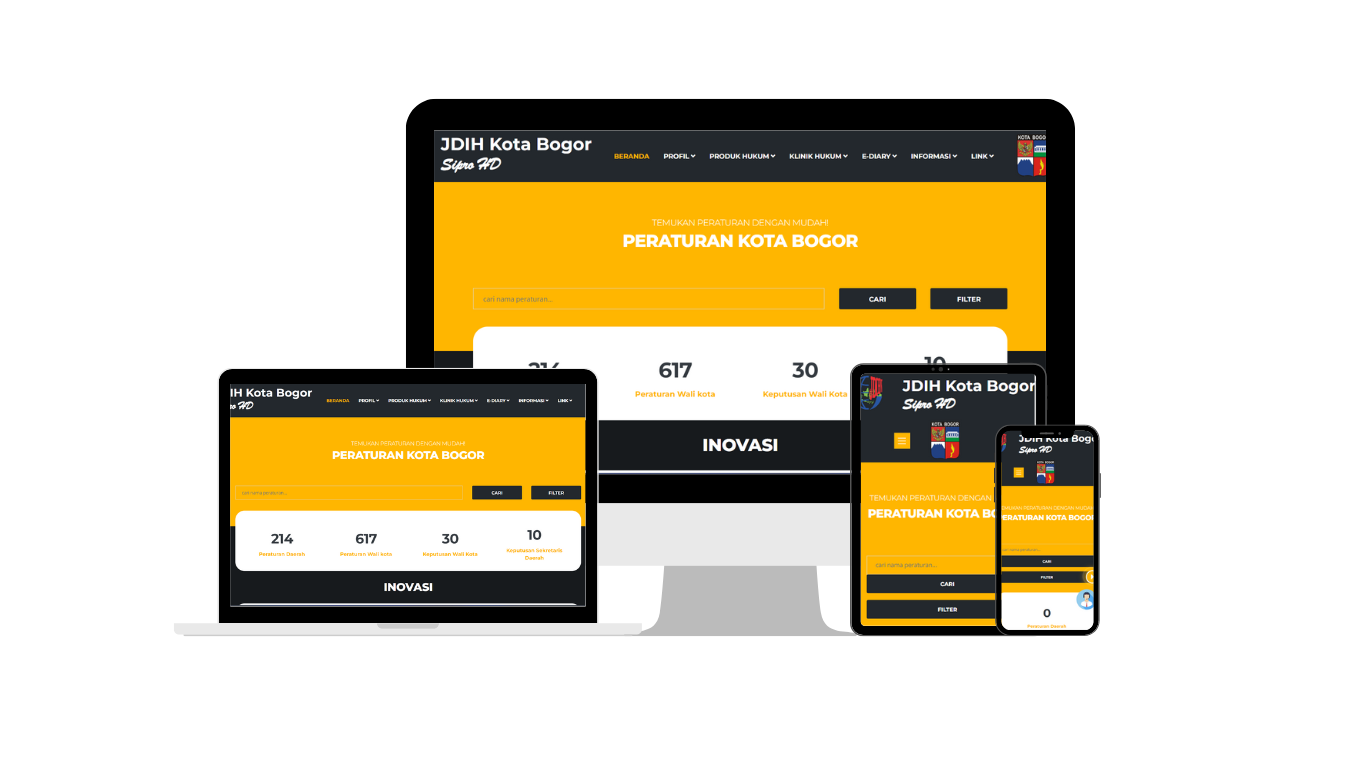 JDIH Kota Bogor
Sipro HD
BERANDA PROFIL PRODUK HUKUM KLINIK HUKUM E-DIARY INFORMASI LINK
KOTA BOGO
TEMUKAN PERATURAN DENGAN MUDAH!
PERATURAN KOTA BOGOR
cari nama peraturan...
CARI
FILTER
214
617
30
10
Peraturan Wali kota
Keputusan Wali Kota
INOVASI
IH Kota Bogor
ro HD
BERANDA PROFIL PRODUK HUKUM KLINIK HUKUM E-DIARY INFORMASI LINK
TEMUKAN PERATURAN DENGAN MUDAH!
PERATURAN KOTA BOGOR
cari nama peraturan...
CARI
FILTER
214
617
30
10
Peraturan Daerah
Peraturan Wali kota
Keputusan Wali Kota
Keputusan Sekretaris
Daerah
INOVASI
JDIH Kota Bogor
Sipro HD
KOTA BOGOR
TEMUKAN PERATURAN DENGAN
PERATURAN KOTA BO
cari nama peraturan...
CARI
FILTER
JDIH Kota Bog
Sipro HD
KOTA BOGOR
MUKAN PERATURAN DENGAN MUDAH
ERATURAN KOTA BOGOR
cari nama peraturan...
CARI
FILTER
0
Peraturan Daerah